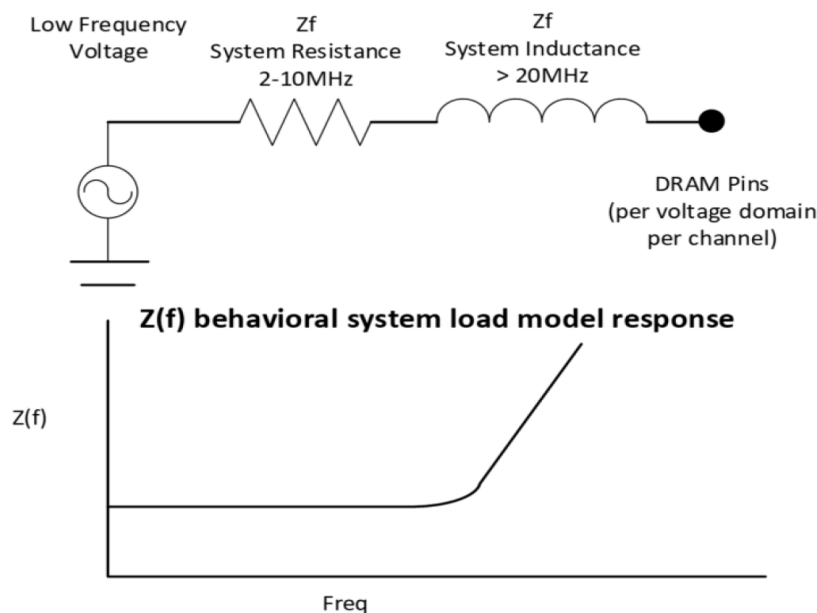 Low Frequency
Voltage
Zf
System Resistance
2-10MHz
Zf
System Inductance
> 20MHz
DRAM Pins
(per voltage domain
per channel)
Z(f) behavioral system load model response
Z(f)
Freq